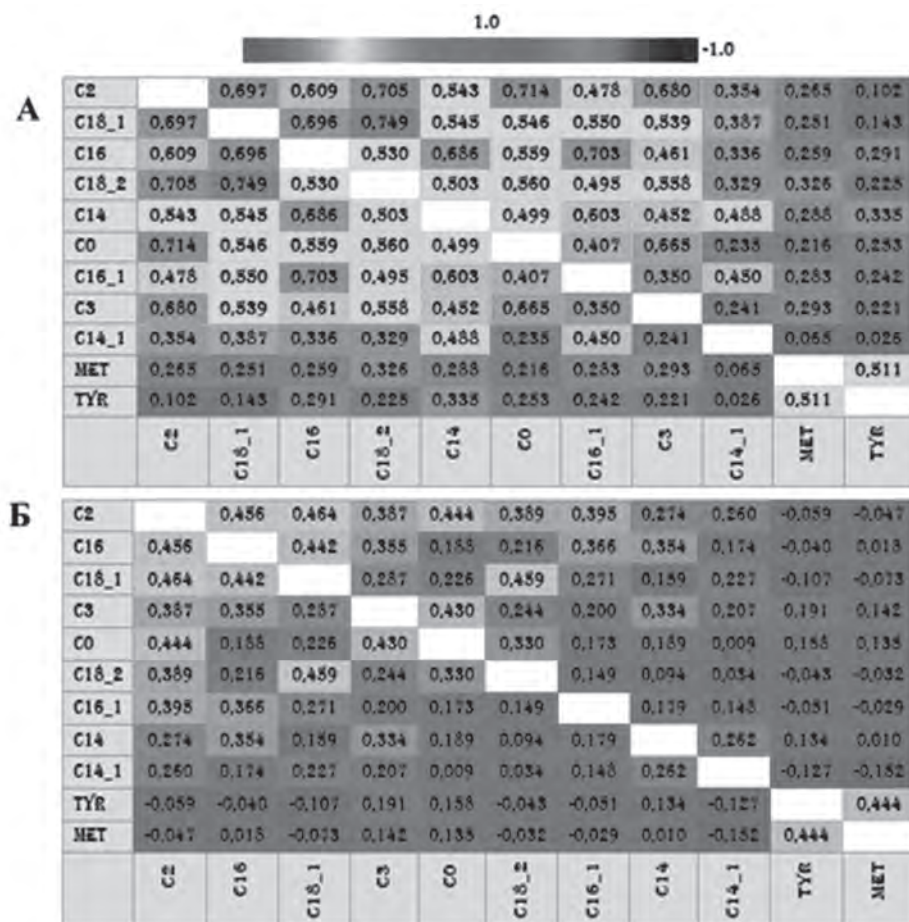 1.0
-1.0
А
C2 0,697 0,609 0,705 0,543 0,714 0,478 0,680 0,354 0,265 0,102
C18_1 0,697 0,696 0,749 0,545 0,546 0,550 0,539 0,387 0,251 0,143
C16 0,609 0,696 0,530 0,686 0,559 0,703 0,461 0,336 0,259 0,291
C18_2 0,705 0,749 0,530 0,503 0,560 0,495 0,558 0,329 0,326 0,225
C14 0,543 0,545 0,686 0,503 0,499 0,603 0,452 0,488 0,288 0,335
C0 0,714 0,546 0,559 0,560 0,499 0,407 0,665 0,235 0,216 0,253
C16_1 0,478 0,550 0,703 0,495 0,603 0,407 0,350 0,450 0,283 0,242
C3 0,680 0,539 0,461 0,558 0,452 0,665 0,350 0,241 0,293 0,221
C14_1 0,354 0,387 0,336 0,329 0,488 0,235 0,450 0,241 0,065 0,026
MET 0,265 0,251 0,259 0,326 0,288 0,216 0,283 0,293 0,065 0,511
TYR 0,102 0,143 0,291 0,225 0,335 0,253 0,242 0,221 0,026 0,511
C2 C18_1 C16 C18_2 C14 C0 C16_1 C3 C14_1 MET TYR
Б
C2 0,456 0,464 0,387 0,444 0,389 0,395 0,274 0,260 -0,059 -0,047
C16 0,456 0,442 0,355 0,188 0,216 0,366 0,354 0,174 -0,040 0,018
C18_1 0,464 0,442 0,287 0,226 0,459 0,271 0,189 0,227 -0,107 -0,073
C3 0,387 0,355 0,287 0,430 0,244 0,200 0,334 0,207 0,191 0,142
C0 0,444 0,188 0,226 0,430 0,330 0,173 0,189 0,009 0,158 0,135
C18_2 0,389 0,216 0,459 0,244 0,330 0,149 0,094 0,034 -0,043 -0,032
C16_1 0,395 0,366 0,271 0,200 0,173 0,149 0,179 0,148 -0,051 -0,029
C14 0,274 0,354 0,189 0,334 0,189 0,094 0,179 0,262 0,134 0,010
C14_1 0,260 0,174 0,227 0,207 0,009 0,034 0,148 0,262 -0,127 -0,182
TYR -0,059 -0,040 -0,107 0,191 0,158 -0,043 -0,051 0,134 -0,127 0,444
MET -0,047 0,018 -0,073 0,142 0,135 -0,032 -0,029 0,010 -0,182 0,444
C2 C16 C18_1 C3 C0 C18_2 C16_1 C14 C14_1 TYR MET